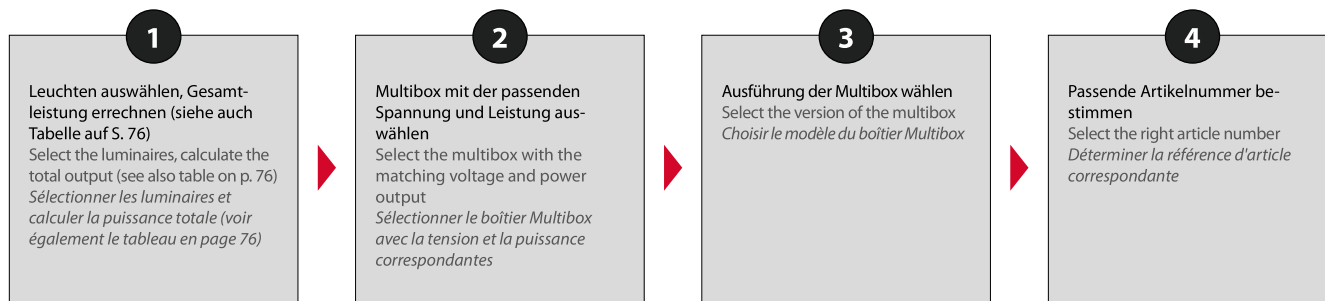 1
Leuchten auswählen, Gesamt-
leistung errechnen (siehe auch
Tabelle auf S. 76)
Select the luminaires, calculate the
total output (see also table on p. 76)
Sélectionner les luminaires et
calculer la puissance totale (voir
également le tableau en page 76)
2
Multibox mit der passenden
Spannung und Leistung aus-
wählen
Select the multibox with the
matching voltage and power
output
Sélectionner le boîtier Multibox
avec la tension et la puissance
correspondantes
3
Ausführung der Multibox wählen
Select the version of the multibox
Choisir le modèle du boîtier Multibox
4
Passende Artikelnummer be-
stimmen
Select the right article number
Déterminer la référence d'article
correspondante